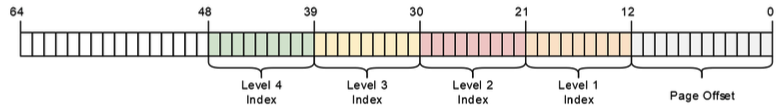 64 48 39 30 21 12 0
Level 4 Level 3 Level 2 Level 1
Index Index Index Index Page Offset